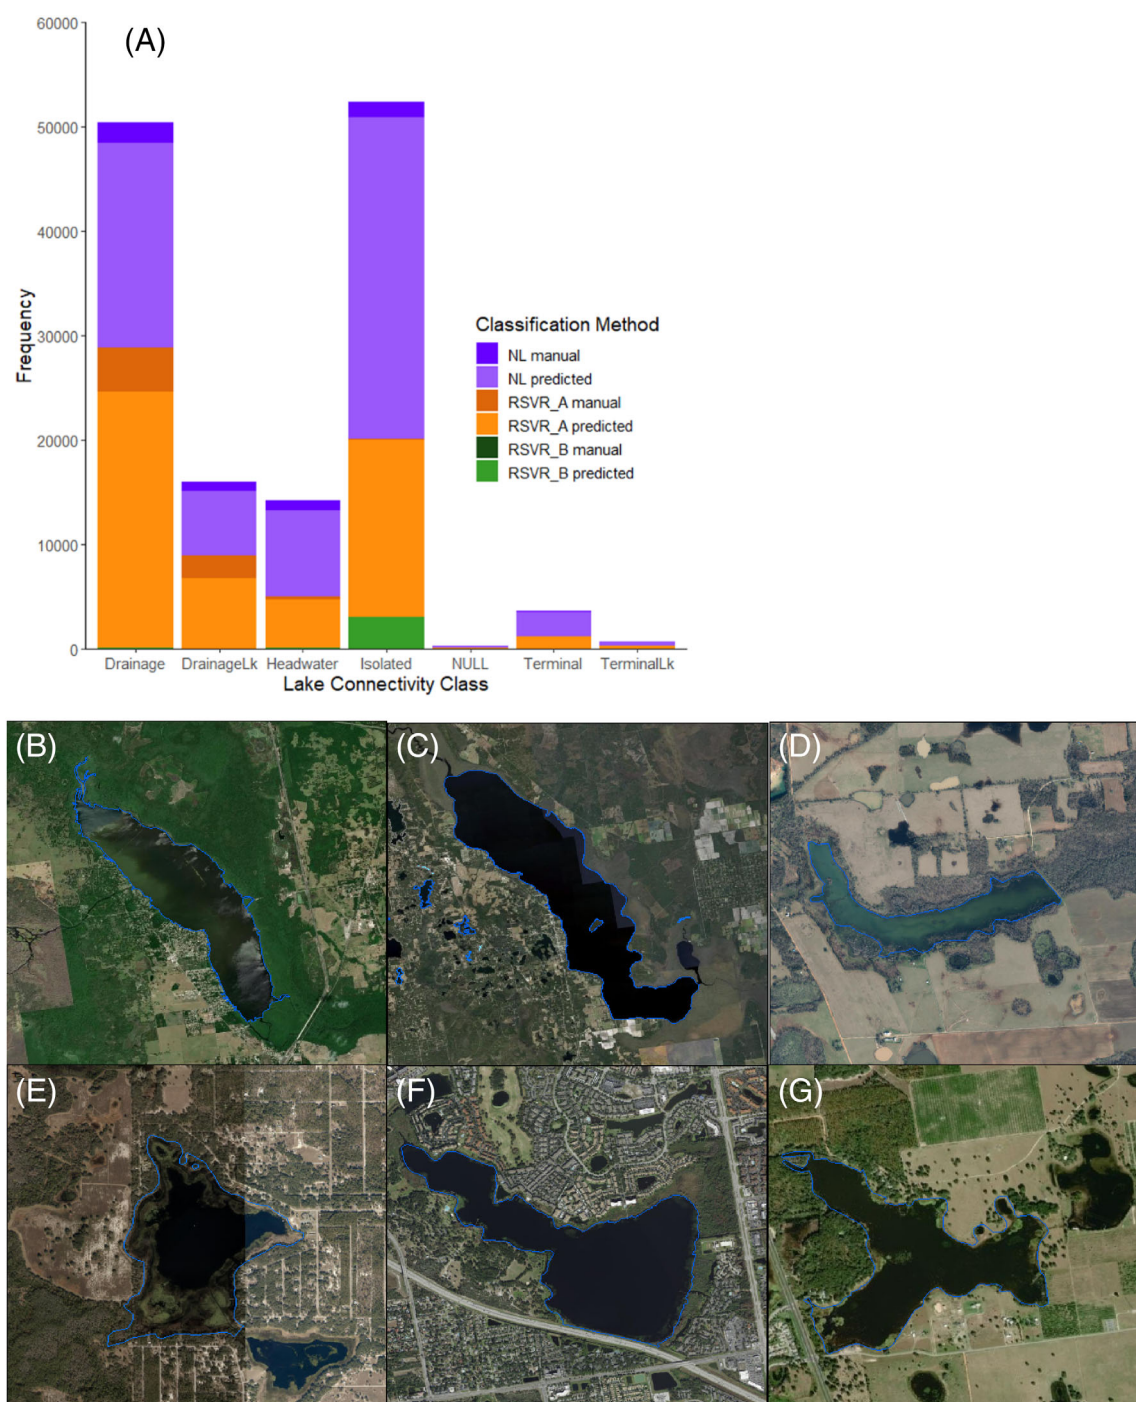 (A)
60000
50000
40000
30000
20000
10000
0
Frequency
Classification Method
NL manual
NL predicted
RSVR_A manual
RSVR_A predicted
RSVR_B manual
RSVR_B predicted
Drainage DrainageLk Headwater Isolated NULL Terminal TerminalLk
Lake Connectivity Class
(B) (C) (D)
(E) (F) (G)